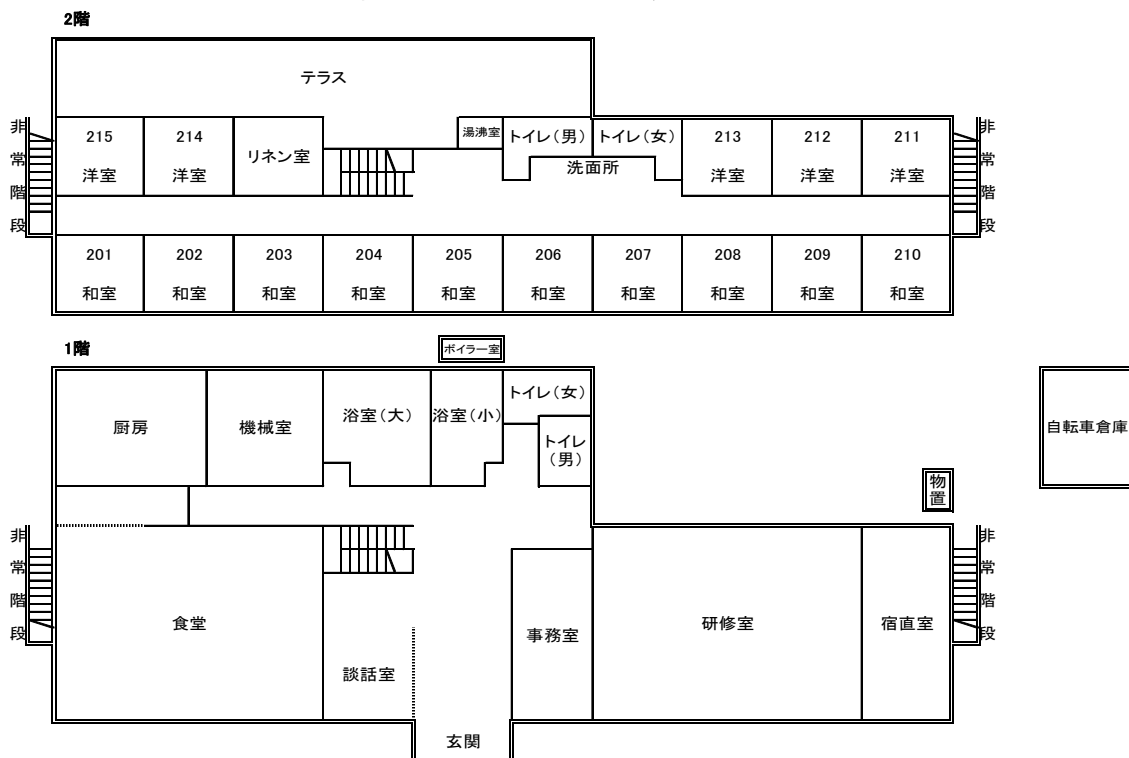 2階
テラス
非常階段
215
洋室
214
洋室
リネン室
湯沸室
トイレ(男)
トイレ(女)
洗面所
213
洋室
212
洋室
211
洋室
非常階段
201
和室
202
和室
203
和室
204
和室
205
和室
206
和室
207
和室
208
和室
209
和室
210
和室
1階
ボイラー室
厨房
機械室
浴室(大)
浴室(小)
トイレ(女)
トイレ
(男)
自転車倉庫
物置
非常階段
食堂
談話室
事務室
研修室
宿直室
非常階段
玄関